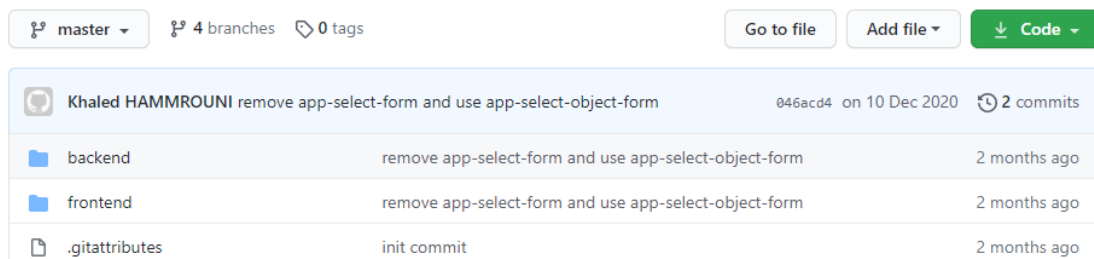 master 4 branches 0 tags Go to file Add file Code
Khaled HAMMROUNI remove app-select-form and use app-select-object-form 046acd4 on 10 Dec 2020 2 commits
backend remove app-select-form and use app-select-object-form 2 months ago
frontend remove app-select-form and use app-select-object-form 2 months ago
.gitattributes init commit 2 months ago